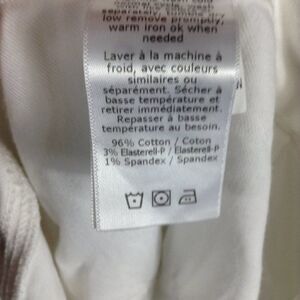 low remove promptly,
warm iron ok when
needed
Laver à la machine à
froid, avec couleurs
similaires ou
séparément. Sécher à
basse température et
retirer immédiatement.
Repasser à basse
température au besoin.
96% Cotton / Coton
3% Elasterell-P / Elasterell-P
1% Spandex / Spandex